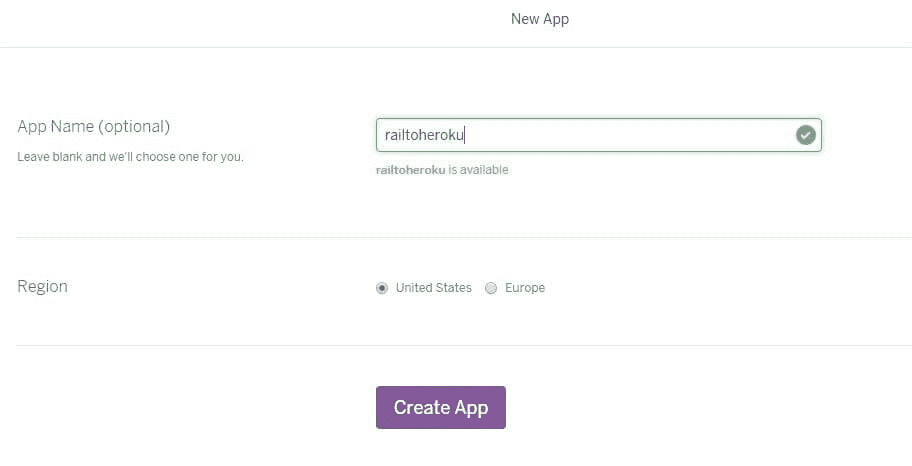 New App
App Name (optional)
Leave blank and we'll choose one for you.
railtoheroku
railtoheroku is available
Region
United States
Europe
Create App